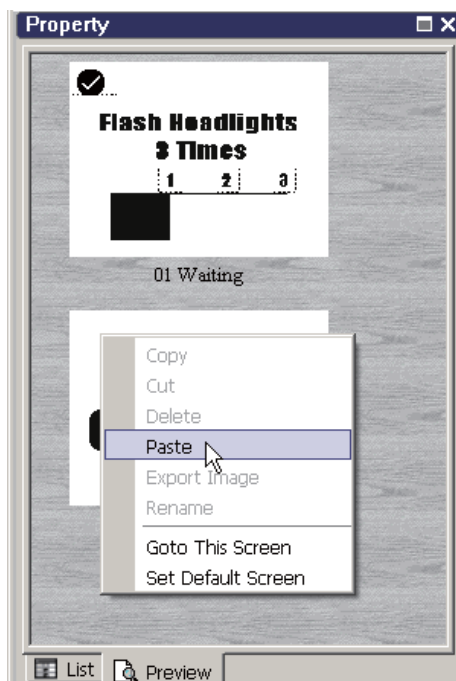 Property
Flash Headlights
3 Times
1 2 3
01 Waiting
Copy
Cut
Delete
Paste
Export Image
Rename
Goto This Screen
Set Default Screen
List Preview